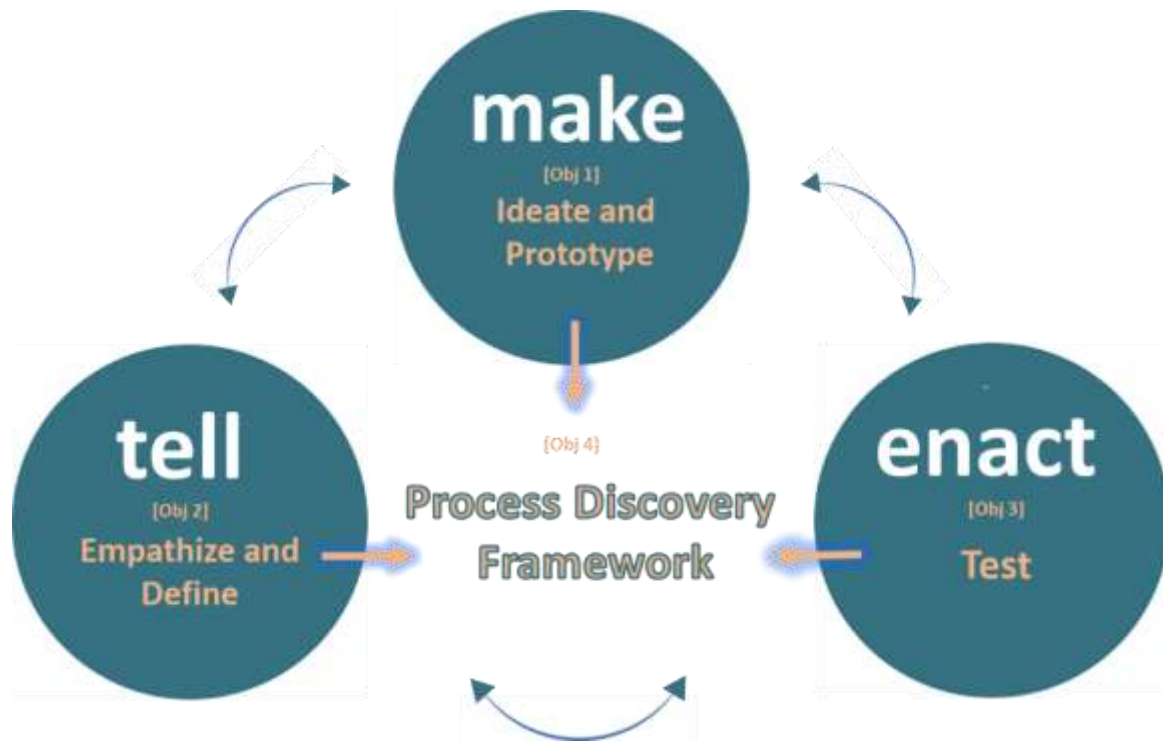 make
[Obj 1]
Ideate and
Prototype
tell
[Obj 2]
Empathize and
Define
[Obj 4]
Process Discovery
Framework
enact
[Obj 3]
Test